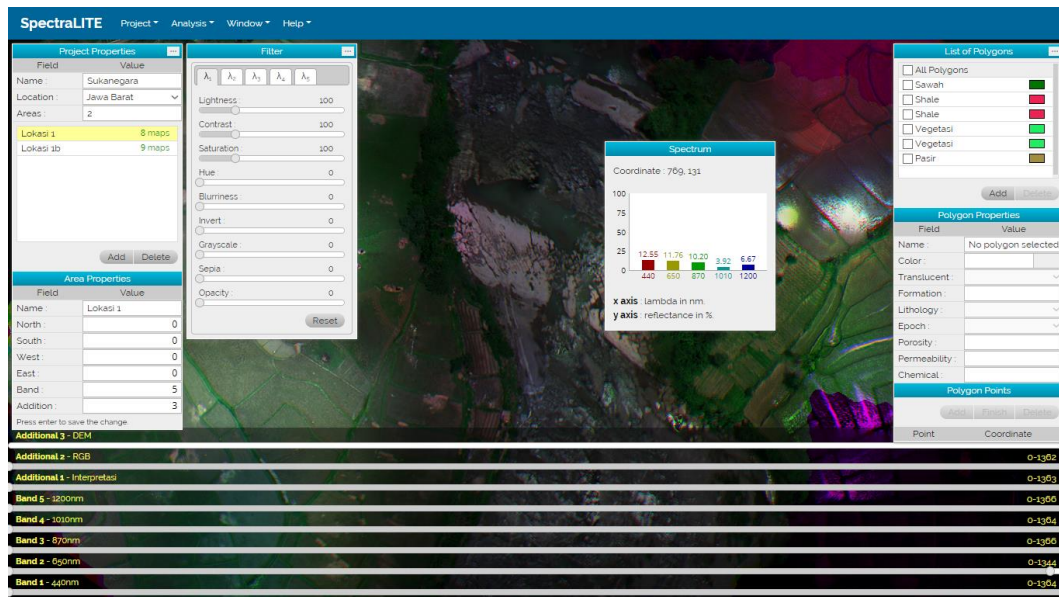 SpectraLITE Project Analysis Window Help
Project Properties ...
Field Value
Name : Sukanegara
Location : Jawa Barat
Areas : 2
Lokasi 1 8 maps
Lokasi 1b 9 maps
Add Delete
Area Properties
Field Value
Name : Lokasi 1
North : 0
South : 0
West : 0
East : 0
Band : 5
Addition : 3
Press enter to save the change.
Filter ...
λ₁ λ₂ λ₃ λ₄ λ₅
Lightness : 100
Contrast : 100
Saturation : 100
Hue : 0
Blurriness : 0
Invert : 0
Grayscale : 0
Sepia : 0
Opacity : 0
Reset
Spectrum
Coordinate : 769, 131
100
75
50
25
0
12.55 11.76 10.20 3.92 6.67
440 650 870 1010 1200
x axis : lambda in nm.
y axis : reflectance in %.
List of Polygons ...
All Polygons
Sawah
Shale
Shale
Vegetasi
Vegetasi
Pasir
Add Delete
Polygon Properties
Field Value
Name : No polygon selected
Color :
Translucent :
Formation :
Lithology :
Epoch :
Porosity :
Permeability :
Chemical :
Polygon Points
Add Finish Delete
Point Coordinate
Additional 3 - DEM
Additional 2 - RGB 0-1362
Additional 1 - Interpretasi 0-1363
Band 5 - 1200nm 0-1366
Band 4 - 1010nm 0-1364
Band 3 - 870nm 0-1366
Band 2 - 650nm 0-1344
Band 1 - 440nm 0-1364